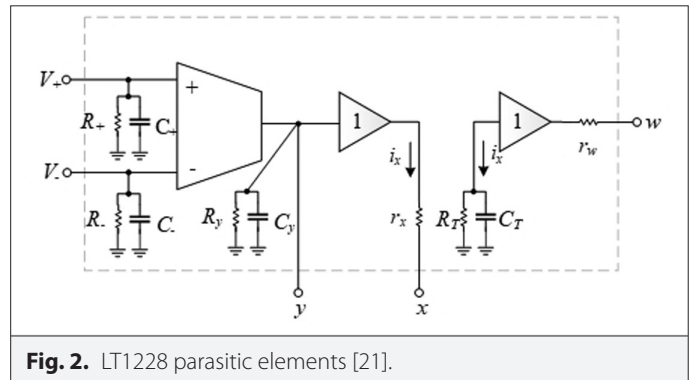 V+
+
R+
C+
V-
-
R-
C-
Ry
Cy
1
ix
rx
y
x
1
ix
RT
CT
rw
w
Fig. 2. LT1228 parasitic elements [21].